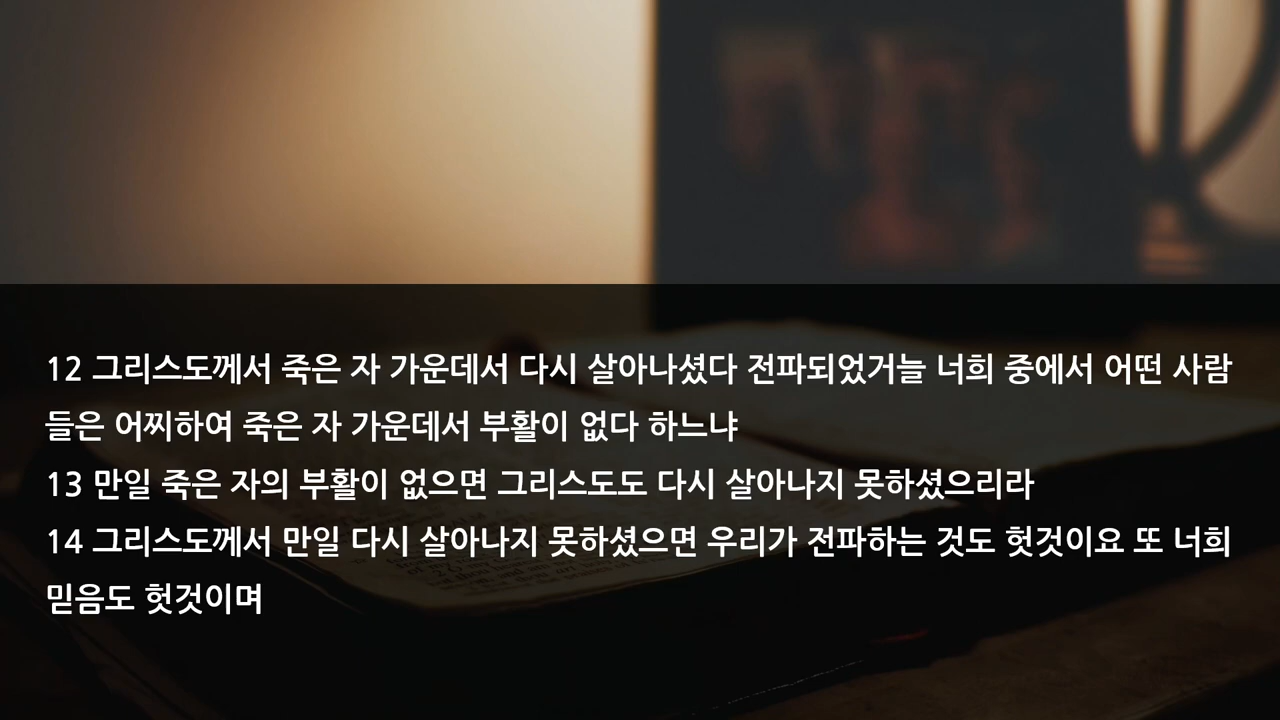 12 그리스도께서 죽은 자 가운데서 다시 살아나셨다 전파되었거늘 너희 중에서 어떤 사람
들은 어찌하여 죽은 자 가운데서 부활이 없다 하느냐
13 만일 죽은 자의 부활이 없으면 그리스도도 다시 살아나지 못하셨으리라
14 그리스도께서 만일 다시 살아나지 못하셨으면 우리가 전파하는 것도 헛것이요 또 너희
믿음도 헛것이며